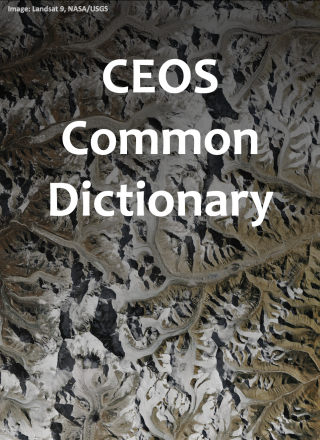 Image: Landsat 9, NASA/USGS
CEOS
Common
Dictionary